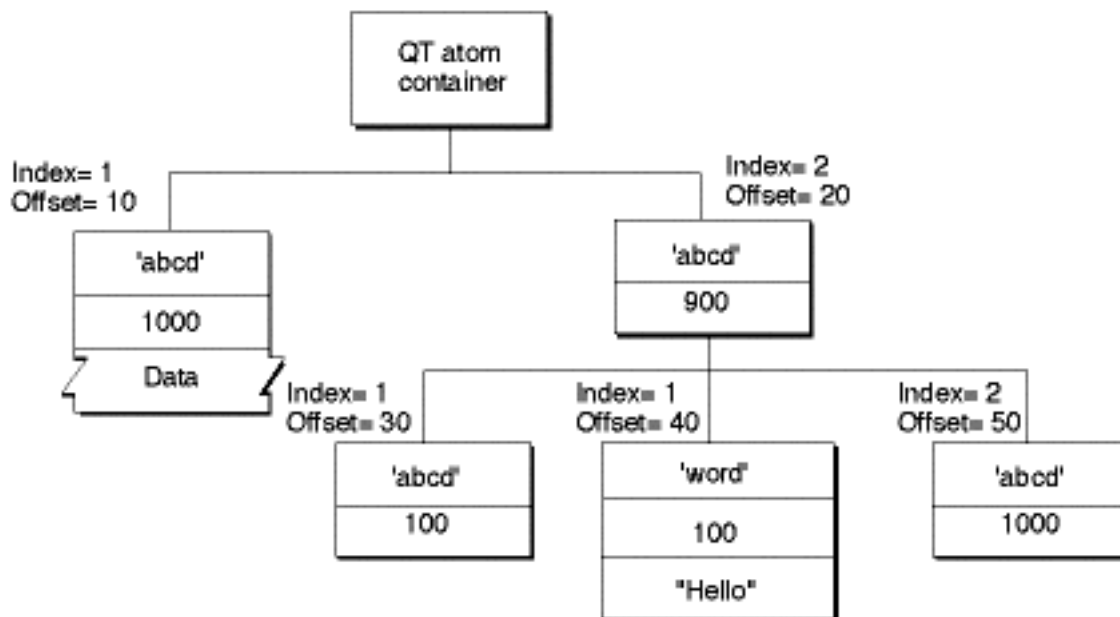 QT atom
container
Index= 1
Offset= 10
Index= 2
Offset= 20
'abcd'
1000
Data
'abcd'
900
Index= 1
Offset= 30
Index= 1
Offset= 40
Index= 2
Offset= 50
'abcd'
100
'word'
100
"Hello"
'abcd'
1000